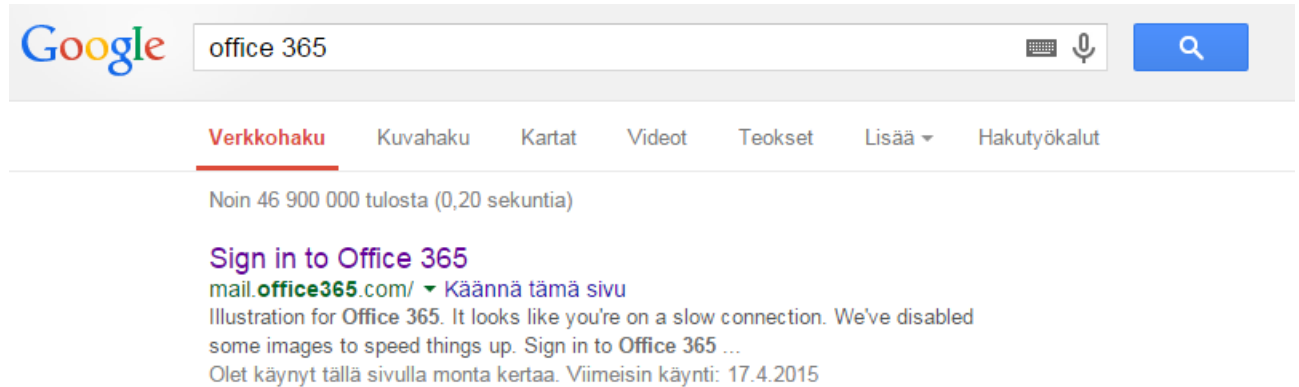 Google office 365
Verkkohaku Kuvahaku Kartat Videot Teokset Lisää Hakutyökalut
Noin 46 900 000 tulosta (0,20 sekuntia)
Sign in to Office 365
mail.office365.com/ Käännä tämä sivu
Illustration for Office 365. It looks like you're on a slow connection. We've disabled
some images to speed things up. Sign in to Office 365 ...
Olet käynyt tällä sivulla monta kertaa. Viimeisin käynti: 17.4.2015